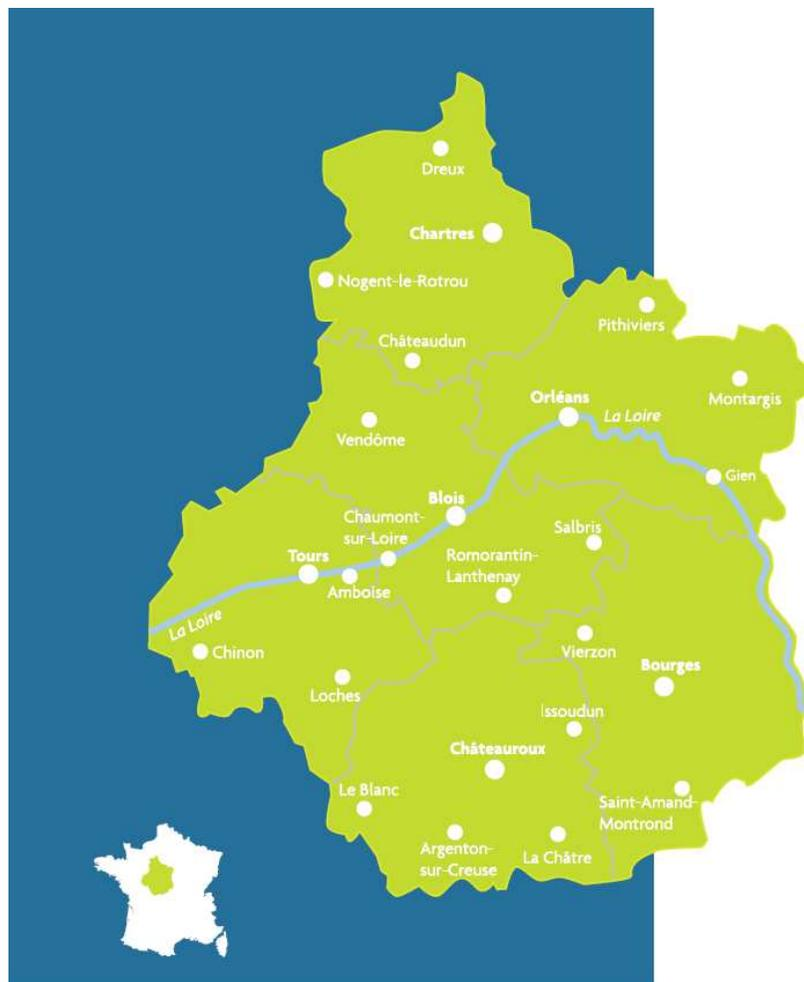 Dreux
Chartres
Nogent-le-Rotrou
Pithiviers
Châteaudun
Montargis
Orléans
La Loire
Vendôme
Gien
Blois
Chaumont-
sur-Loire
Salbris
Tours
Romorantin-
Lanthenay
Amboise
La Loire
Chinon
Vierzon
Bourges
Loches
Issoudun
Châteauroux
Le Blanc
Saint-Amand-
Montrond
Argenton-
sur-Creuse
La Châtre